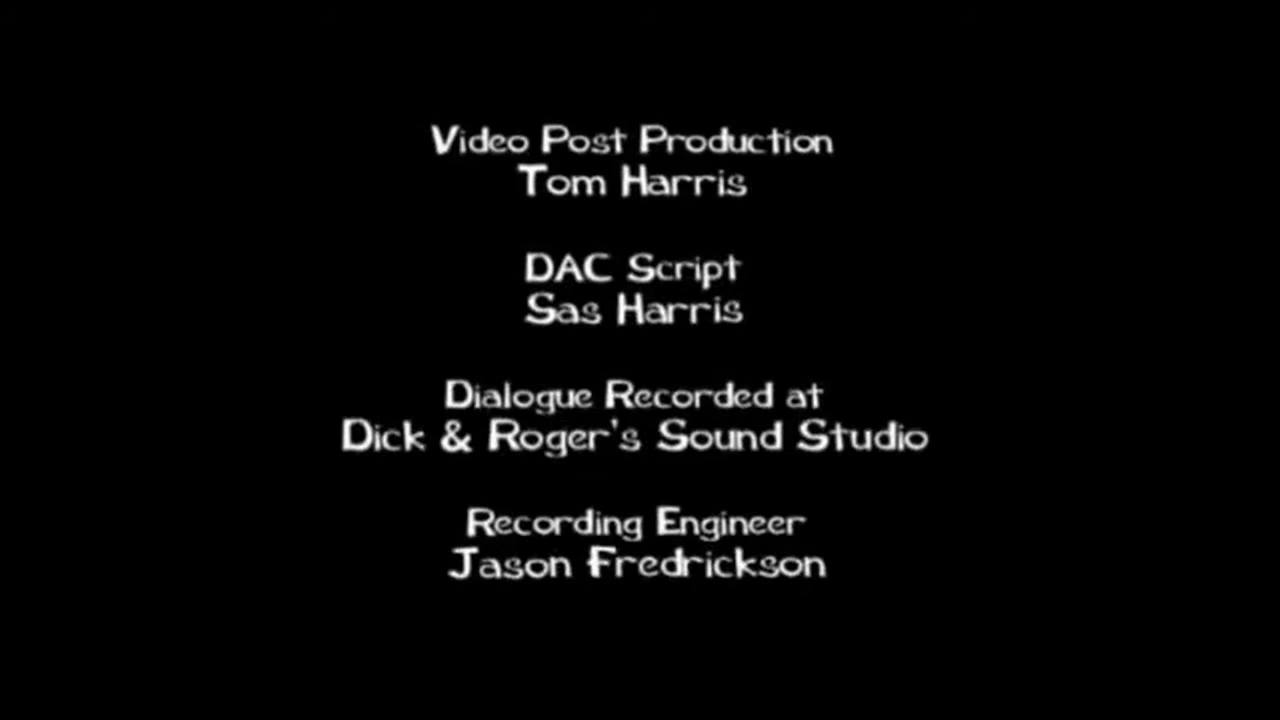 Video Post Production
Tom Harris
DAC Script
Sas Harris
Dialogue Recorded at
Dick & Roger's Sound Studio
Recording Engineer
Jason Fredrickson